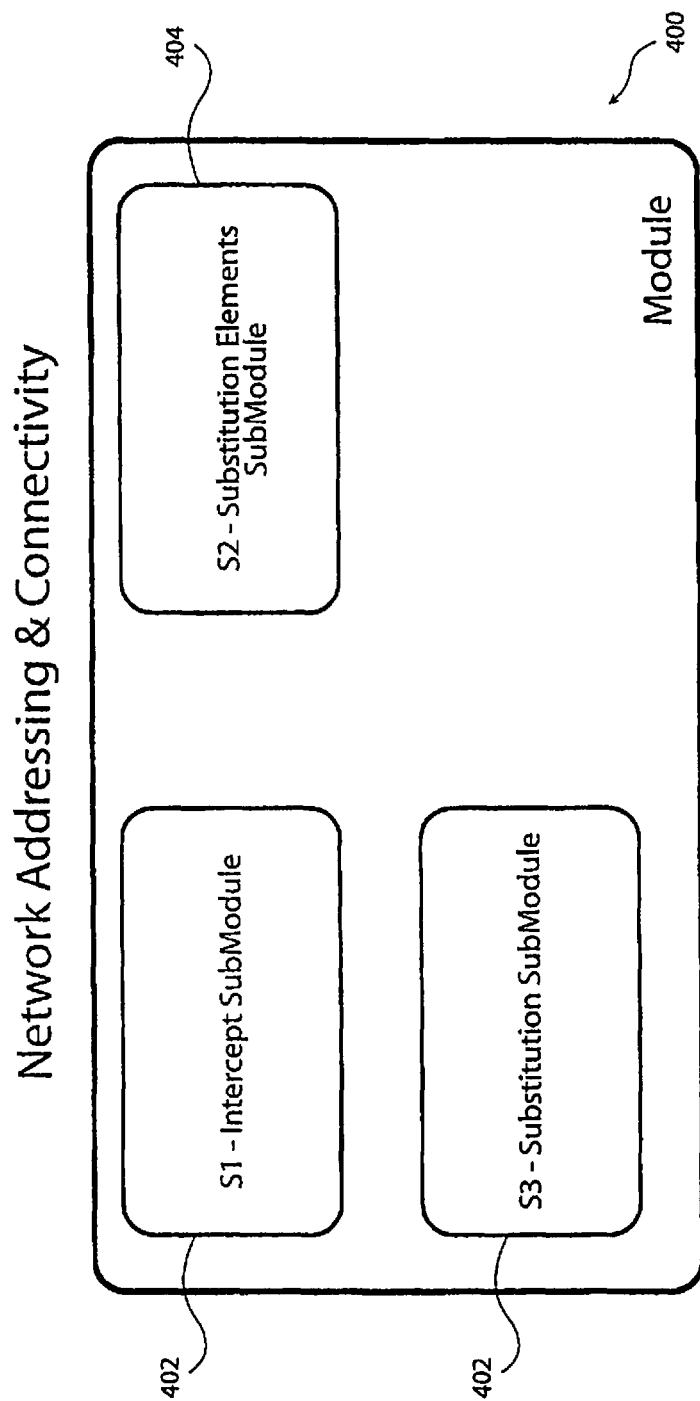 Network Addressing & Connectivity
402
S1 – Intercept SubModule
S2 – Substitution Elements
SubModule
404
402
S3 – Substitution SubModule
Module
400